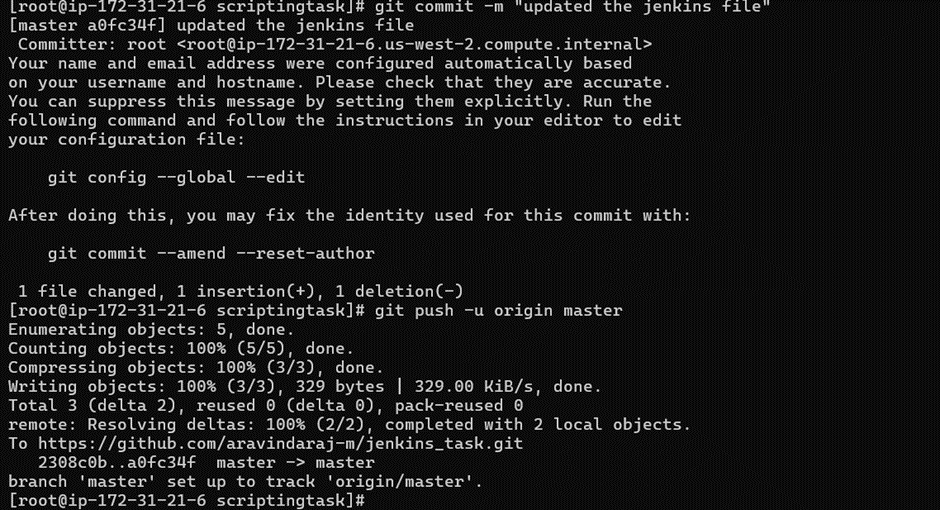 [root@ip-172-31-21-6 scriptingtask]# git commit -m "updated the jenkins file"
[master a0fc34f] updated the jenkins file
 Committer: root <root@ip-172-31-21-6.us-west-2.compute.internal>
Your name and email address were configured automatically based
on your username and hostname. Please check that they are accurate.
You can suppress this message by setting them explicitly. Run the
following command and follow the instructions in your editor to edit
your configuration file:

    git config --global --edit

After doing this, you may fix the identity used for this commit with:

    git commit --amend --reset-author

 1 file changed, 1 insertion(+), 1 deletion(-)
[root@ip-172-31-21-6 scriptingtask]# git push -u origin master
Enumerating objects: 5, done.
Counting objects: 100% (5/5), done.
Compressing objects: 100% (3/3), done.
Writing objects: 100% (3/3), 329 bytes | 329.00 KiB/s, done.
Total 3 (delta 2), reused 0 (delta 0), pack-reused 0
remote: Resolving deltas: 100% (2/2), completed with 2 local objects.
To https://github.com/aravindaraj-m/jenkins_task.git
   2308c0b..a0fc34f  master -> master
branch 'master' set up to track 'origin/master'.
[root@ip-172-31-21-6 scriptingtask]#